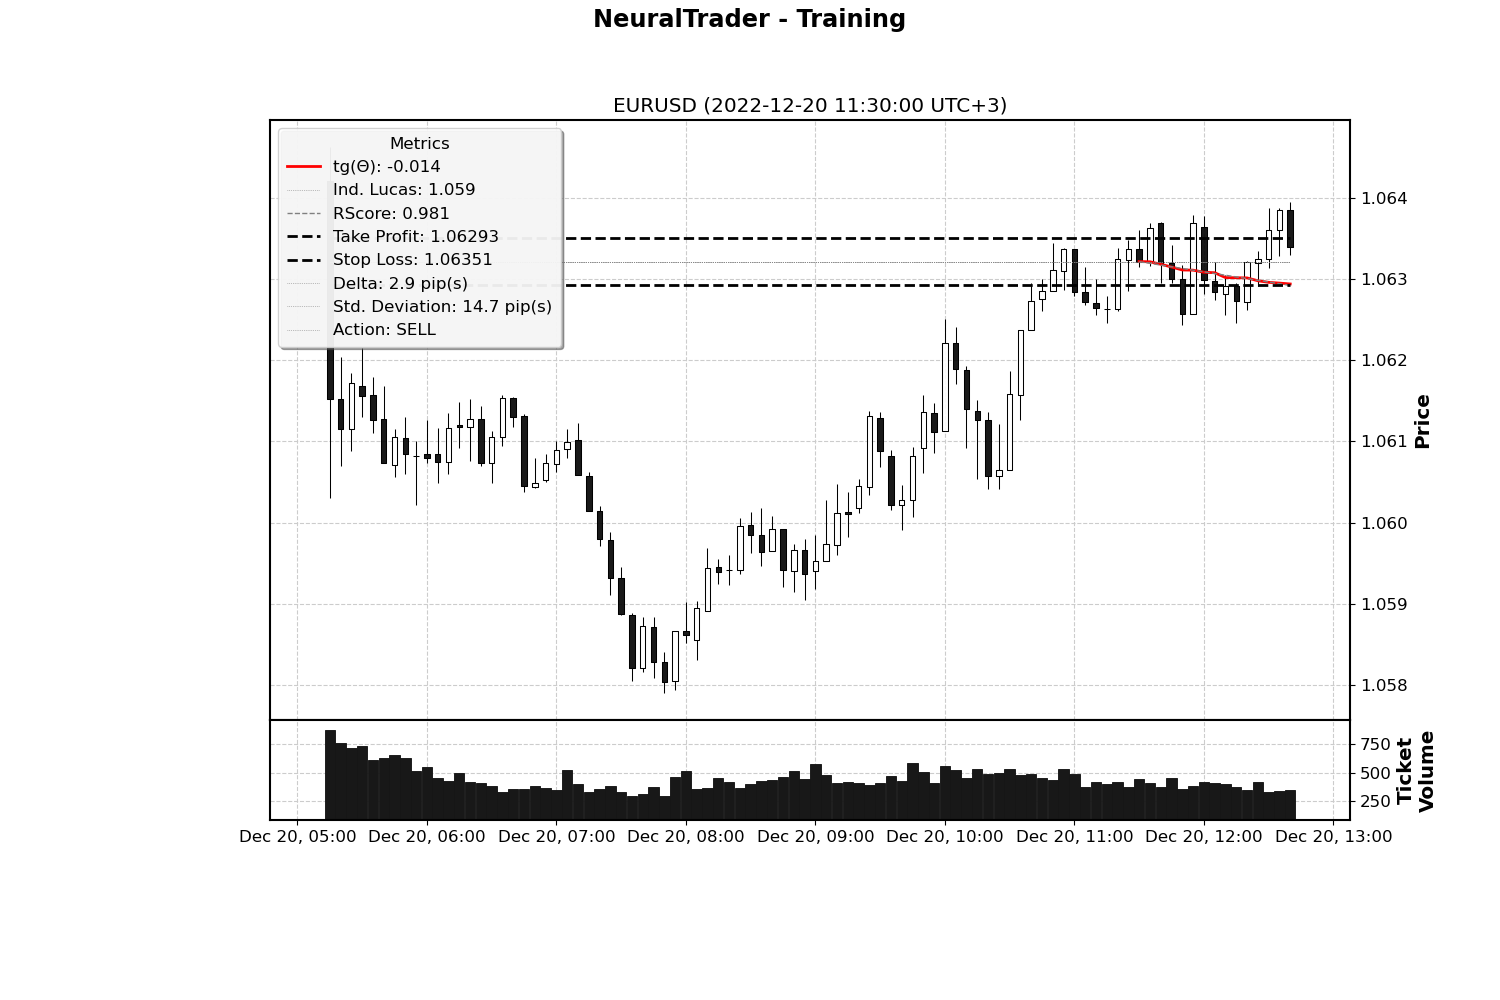 NeuralTrader - Training
EURUSD (2022-12-20 11:30:00 UTC+3)
Metrics
tg(Θ): -0.014
Ind. Lucas: 1.059
RScore: 0.981
Take Profit: 1.06293
Stop Loss: 1.06351
Delta: 2.9 pip(s)
Std. Deviation: 14.7 pip(s)
Action: SELL
1.064
1.063
1.062
1.061
1.060
1.059
1.058
Price
750
500
250
Ticket
Volume
Dec 20, 05:00 Dec 20, 06:00 Dec 20, 07:00 Dec 20, 08:00 Dec 20, 09:00 Dec 20, 10:00 Dec 20, 11:00 Dec 20, 12:00 Dec 20, 13:00